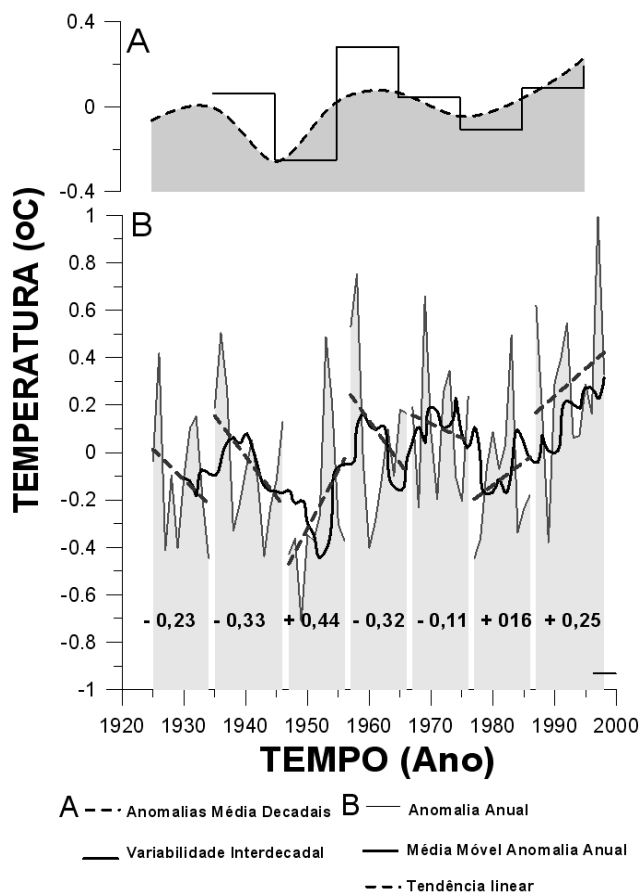 A
0.4
0
-0.4
B
1
0.8
0.6
0.4
0.2
0
-0.2
-0.4
-0.6
-0.8
-1
TEMPERATURA (oC)
- 0,23 - 0,33 + 0,44 - 0,32 - 0,11 + 016 + 0,25
1920 1930 1940 1950 1960 1970 1980 1990 2000
TEMPO (Ano)
A Anomalias Média Decadais
Variabilidade Interdecadal
B Anomalia Anual
Média Móvel Anomalia Anual
Tendência linear